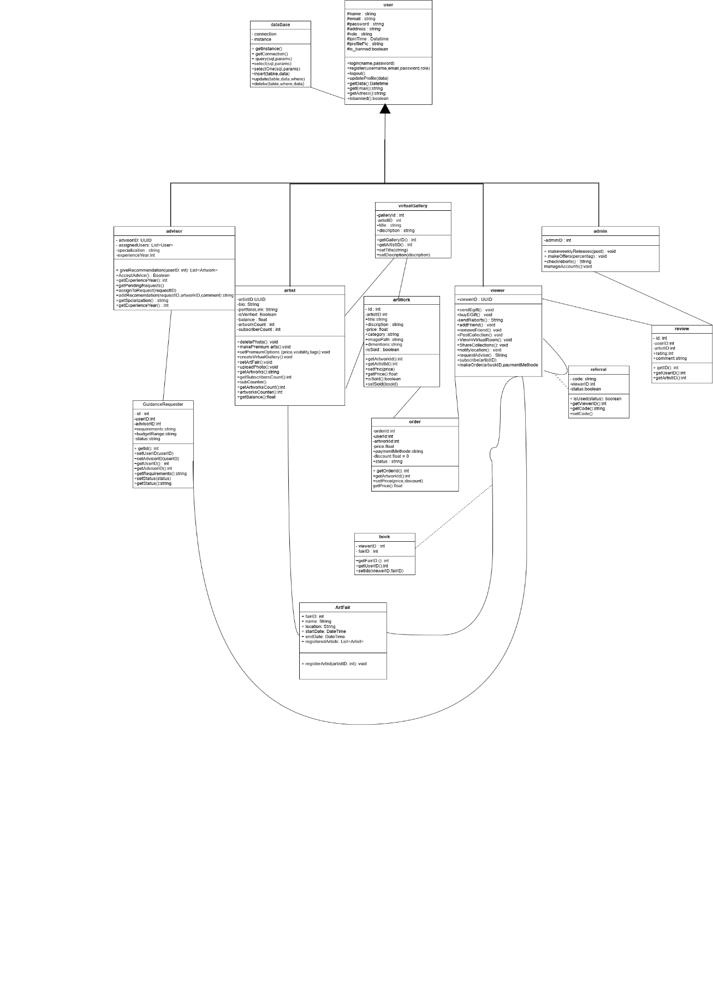 user
#name : string
#email : string
#password : string
#address : string
#role : string
#joinTime : Datatime
#profilePic : string
#is_banned:boolean
+login(name,password)
+register(username,email,password,role)
+logout()
+updateProfile(data)
+getData():Datetime
+getEmail():string
+getAdress():string
+isbanned():boolean
dataBase
- connection
- instance
+ getInstance()
+ getConnection()
+ query(sql,params)
+select(sql,params)
+selectOne(sql,params)
+insert(tabke,data)
+update(table,data,where)
+deletw(table,where,data)
virtualGallery
-galleryId : int
-artistID : int
+title : string
+discription : string
+getGalleryID() : int
+getArtistID() : int
+setTitle(string)
+setDiscription(discription)
advisor
- advisorID: UUID
- assignedUsers: List<User>
-specialization : string
-experienceYear:int
+ giveRecommendation(userID: int): List<Artwork>
+AcceptAdvice() : Boolean
+getExperienceYear(): int
+getPendingRequests()
+assignToRequest(requestID)
+addRecomendation(requestID,artworkID,comment):string
+getSpcialization() : string
+getExperienceYear() : int
admin
-adminID : int
+ makeweeklyReleases(post) : void
+ makeOffers(percentag) : void
+checkreborts() : String
manageAccounts():void
artist
-artistID:UUID
-bio: String
-portfolioLink: String
-isVerified: Boolean
-balance : float
-artworkCount : int
-subscriberCount : int
+deletePhoto(): void
+makePremium arts():void
+setPremiumOptions (price,visibility,tags):void
+createVirtualGallery():void
+setArtFair():void
+uploadPhoto():void
+getArtworks():string
+getSubscribersCount():int
+subCounter()
+getArtworksCount():int
+artworksCounter():int
+getBalance():float
artWork
- Id : int
-artistID:int
+title:string
+discription : string
-price: float
+category :string
+imagePath :string
+dimentions:string
-isSold : boolean
+getArtworkId():int
+getArtistId():int
+setPric(price)
+getPrice():float
+isSold():boolean
+setSold(issold)
viewer
+viewerID : UUID
+sendEgift() : void
+buyEGift() : void
-sendReborts() : String
+addFriend() : void
+removeFriend(): void
+PostCollection(): void
+ViewInVirtualRoom(): void
+ShareCollections(): void
+notifylocation() : void
+requestAdvise() : String
+subscribe(artistID)
+makeOrder(artwokID,paymentMethode
review
- id: int
-userID:int
-artistID:int
+rating:int
+comment:string
+ getID(): int
+getUserID():int
+getArtistID():int
referral
- code: string
-viewerID:int
-status:boolean
+ isUsed(status): boolean
+getViewerID():int
+getCode():string
+setCode()
GuidanceRequester
- id : int
-userID:int
-advisorID:int
+requirements:string
+budgetRange:string
-status:string
+ getId(): int
+setUserID(userID)
+setAdvisorID(userID)
+getUserID() : int
+getAdvisorID():int
+getRequirements():string
+setStatus(status)
+getStatus():string
order
-orderId:int
-userId:int
-artworkId:int
-price:float
+paymentMethode:string
-discount:float = 0
+status : string
+ getOrderId(): int
+getArtworkId():int
+setPrice(price,discount)
getPrice():float
book
- viewerID : int
- fairID : int
+getFairID (): int
+getUserID():int
+setIds(viewerID,fairID)
ArtFair
+ fairID: int
+ name: String
+ location: String
+ startDate: DateTime
+ endDate: DateTime
+ registeredArtists: List<Artist>
+ registerArtist(artistID: int): void